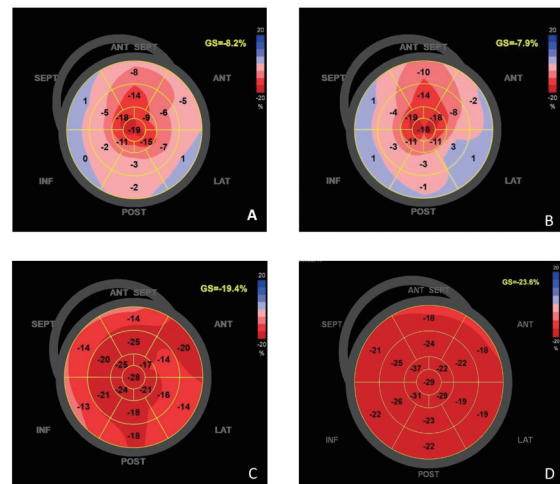 20
GS=-8.2%
ANT SEPT
SEPT
ANT
-8
-20
%
1
-14
-5
-5
-18
-9
-6
-19
-2
-11
-15
-7
0
-3
1
-2
INF
LAT
POST
A
20
GS=-7.9%
ANT SEPT
SEPT
ANT
-10
-20
%
1
-14
-2
-4
-19
-18
-8
-16
-3
-11
-11
3
1
-3
1
-1
INF
LAT
POST
B
20
GS=-19.4%
ANT SEPT
SEPT
ANT
-14
-20
%
-14
-25
-20
-20
-25
-17
-14
-28
-21
-24
-21
-16
-13
-18
-14
-18
INF
LAT
POST
C
20
GS=-23.6%
ANT SEPT
SEPT
ANT
-18
-20
%
-21
-24
-18
-25
-37
-22
-22
-29
-26
-31
-29
-19
-22
-23
-19
-22
INF
LAT
POST
D